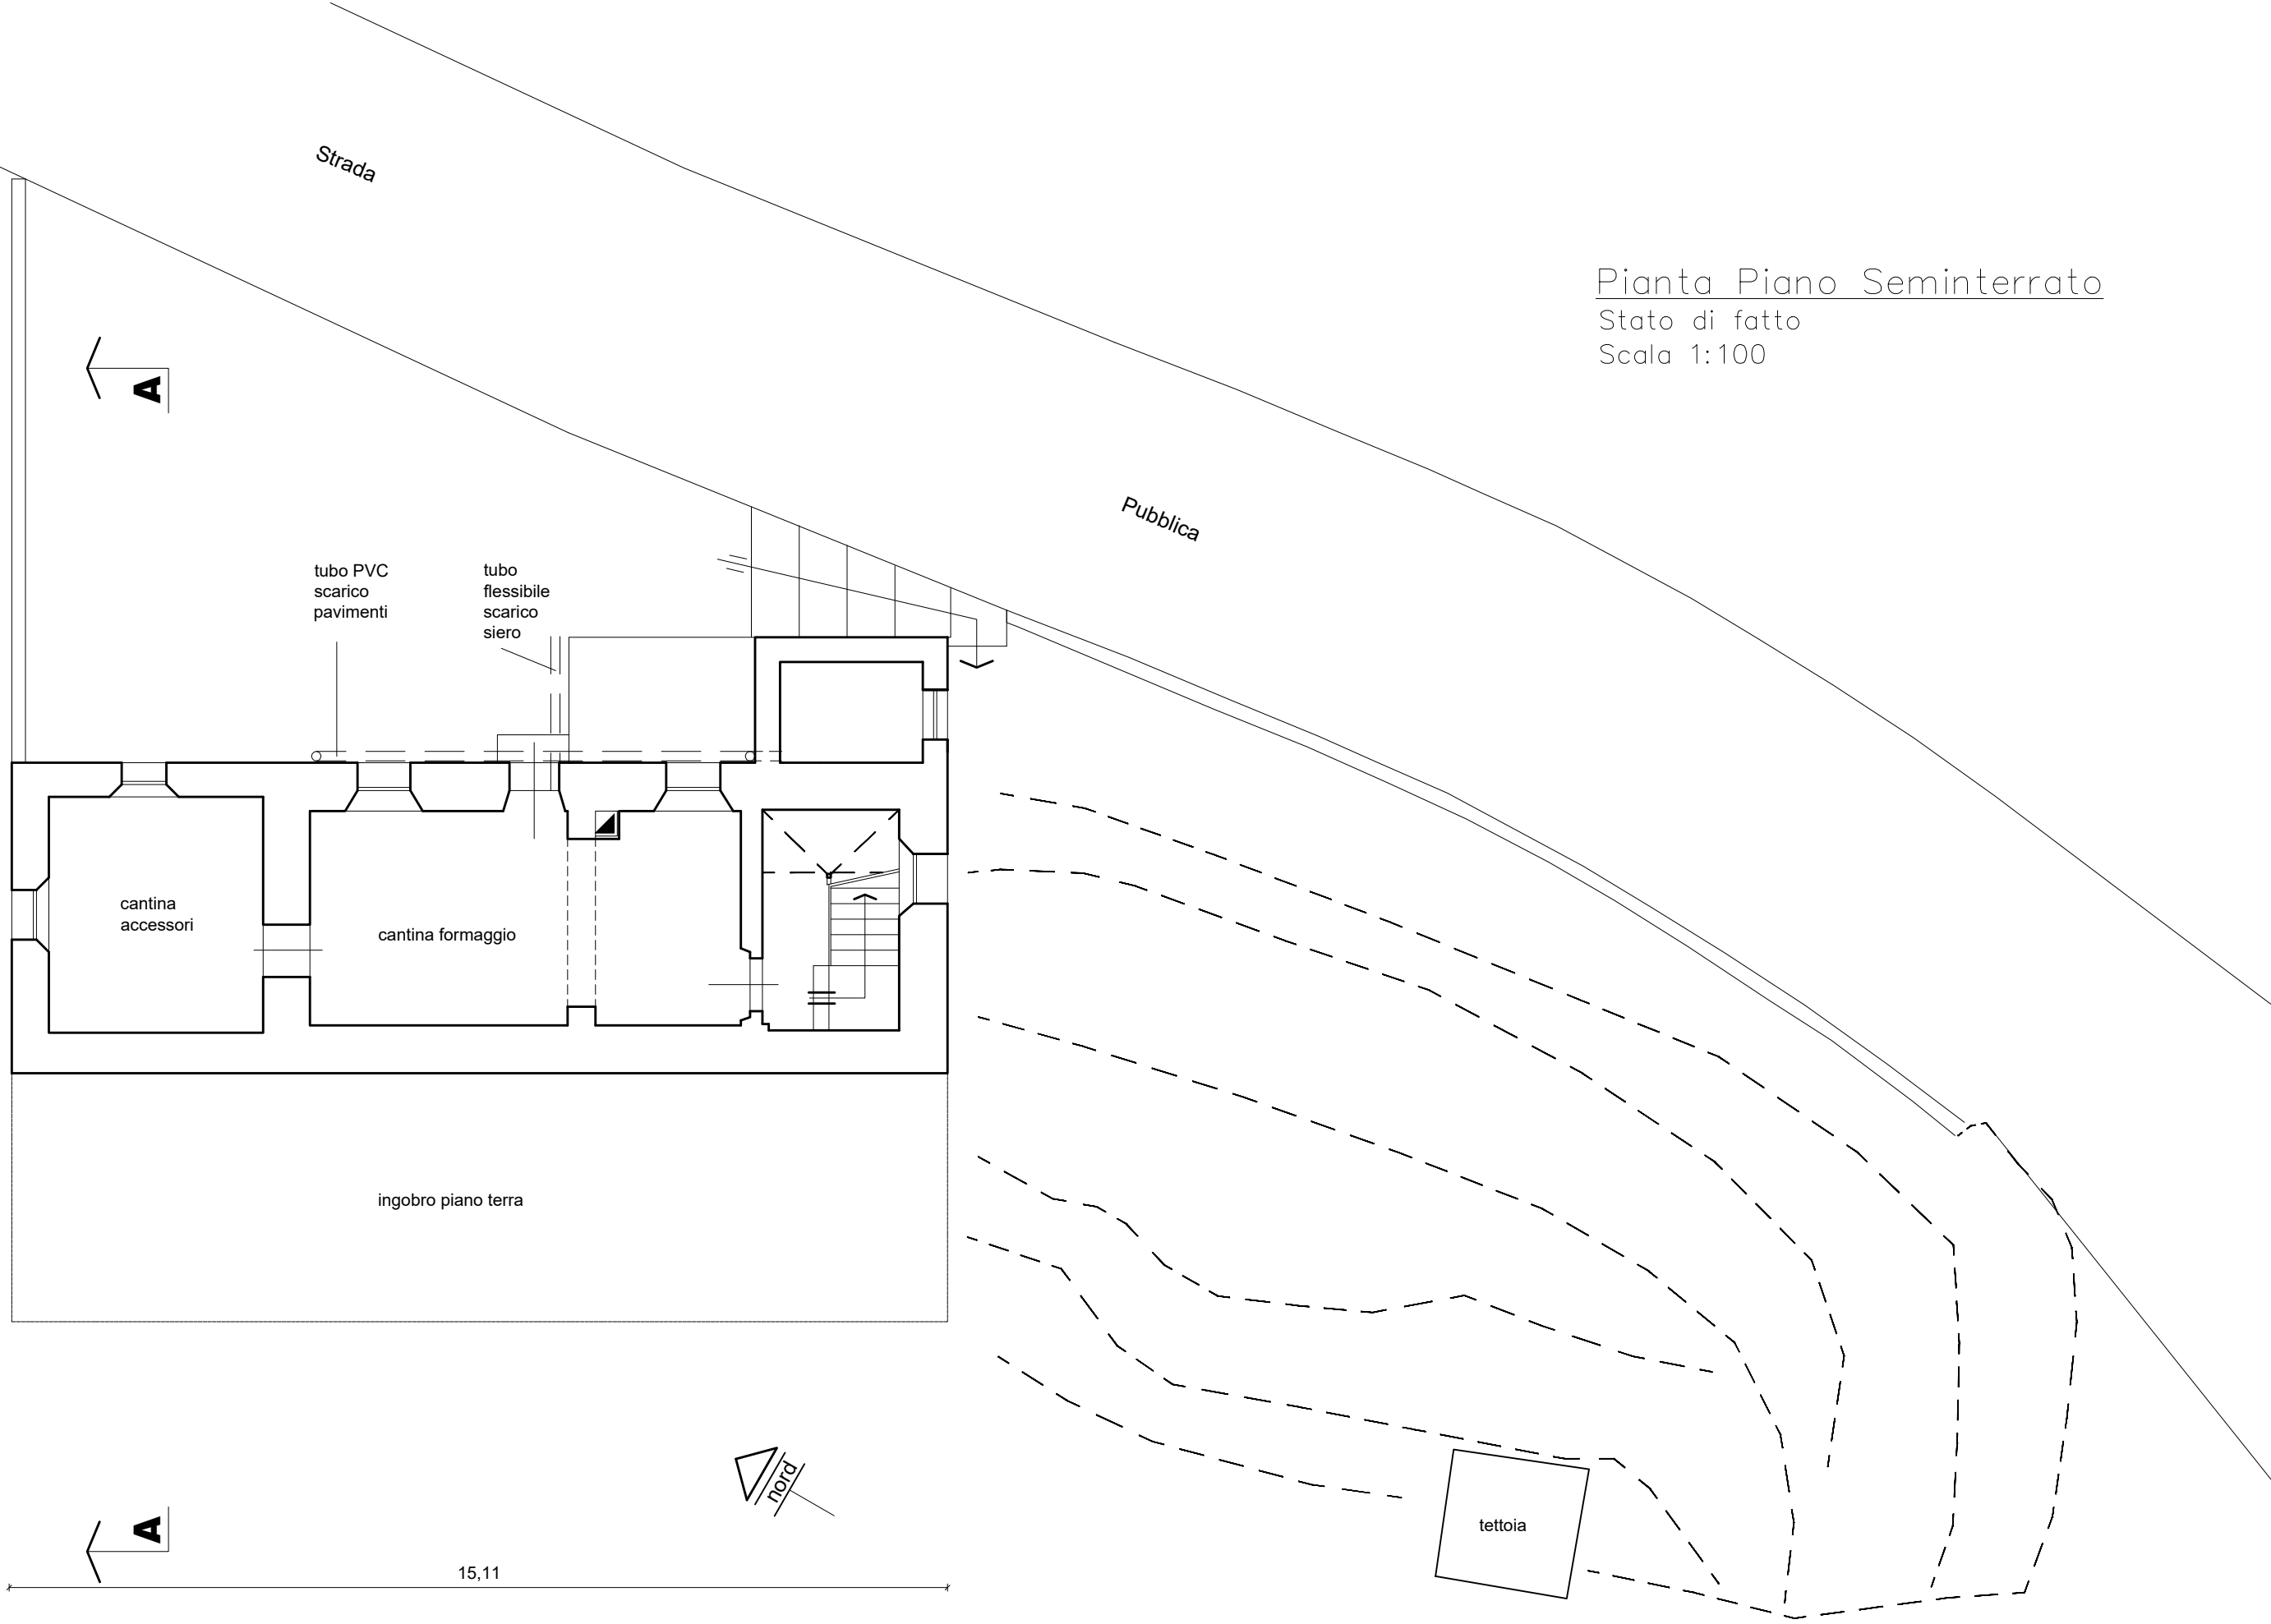 Strada
Pianta Piano Seminterrato
Stato di fatto
Scala 1:100
A
Pubblica
tubo PVC
scarico
pavimenti
tubo
flessibile
scarico
siero
cantina
accessori
cantina formaggio
ingobro piano terra
nord
A
tettoia
15,11